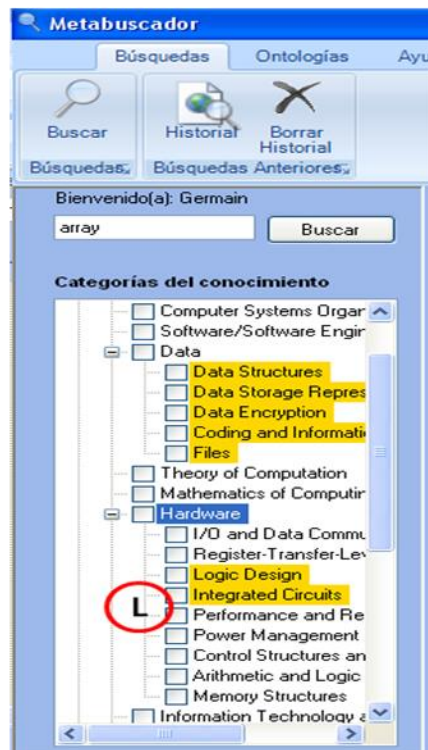 Metabuscador
Búsquedas Ontologías Ayu
Buscar Historial Borrar Historial
Búsquedas Búsquedas Anteriores
Bienvenido(a): Germain
array Buscar
Categorías del conocimiento
Computer Systems Organ
Software/Software Engin
Data
Data Structures
Data Storage Repres
Data Encryption
Coding and Informati
Files
Theory of Computation
Mathematics of Computin
Hardware
I/O and Data Commu
Register-Transfer-Lev
Logic Design
Integrated Circuits
L
Performance and Re
Power Management
Control Structures an
Arithmetic and Logic
Memory Structures
Information Technology a